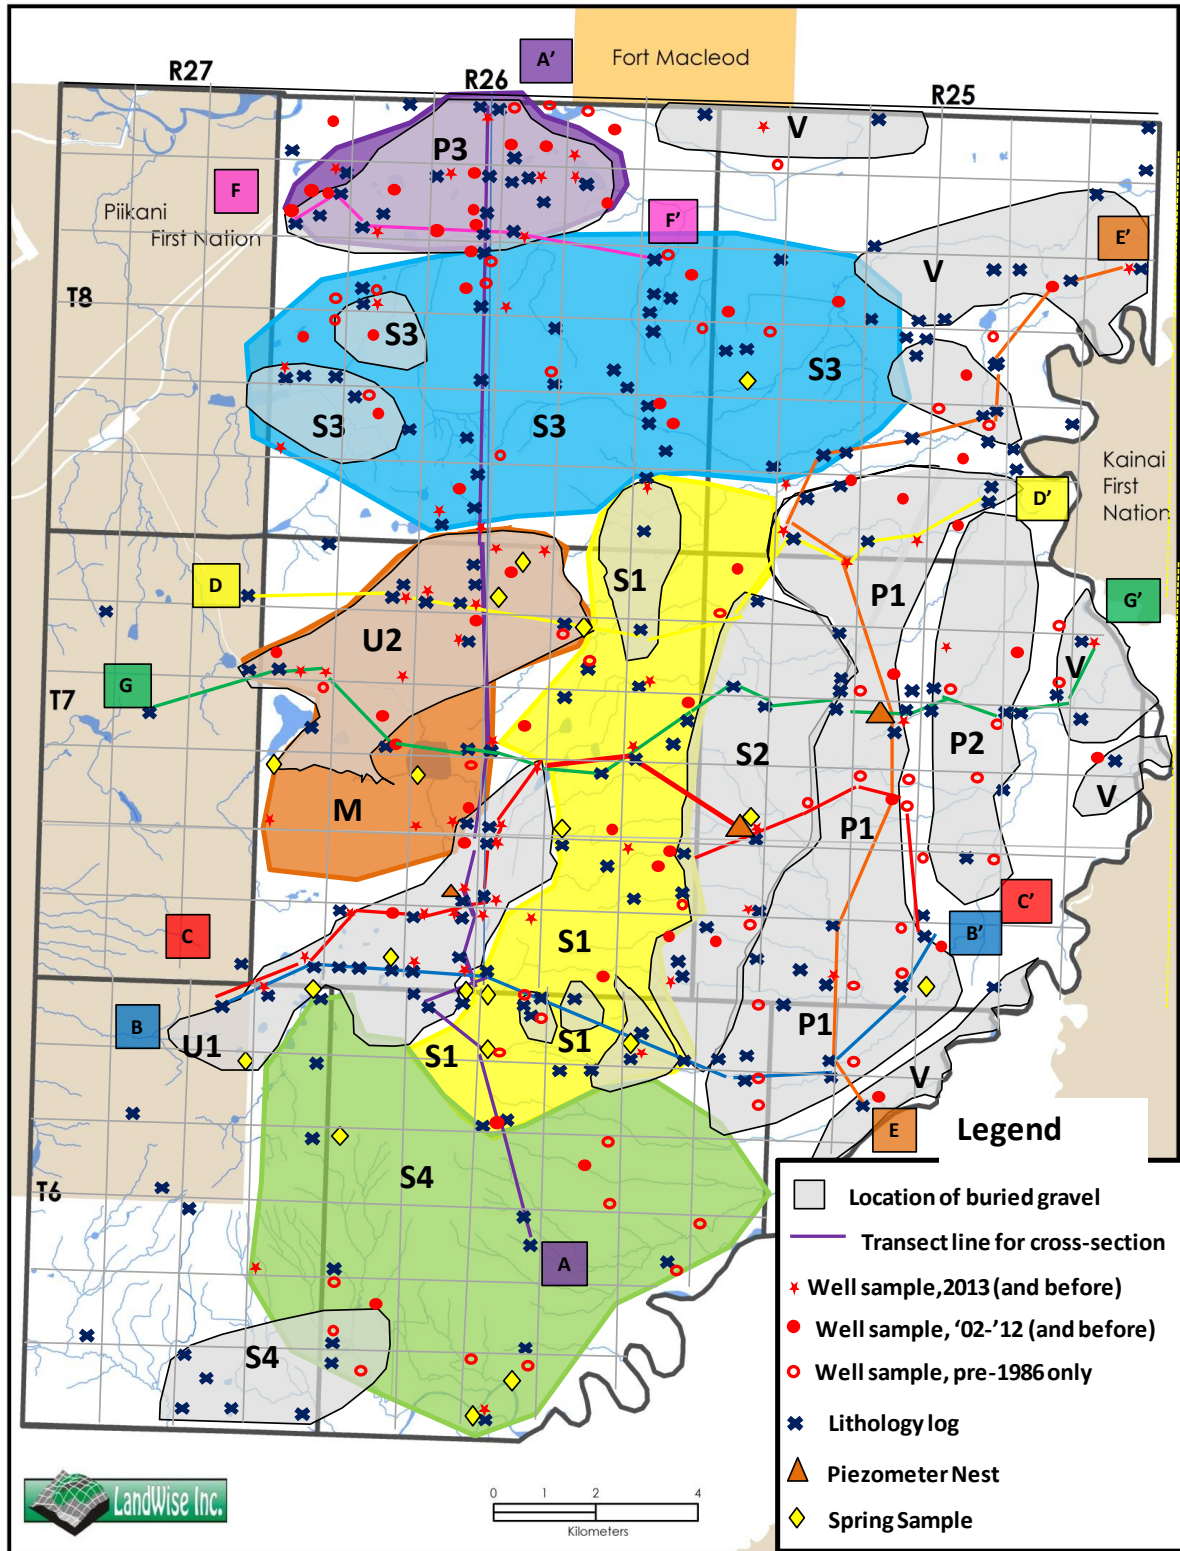 A’
Fort Macleod
R27
R26
R25
V
P3
F
Piikani
First Nation
F’
E’
V
T8
S3
S3
S3
S3
Kainai
First
Nation
D’
S1
D
P1
G’
U2
V
T7
G
S2
P2
M
V
P1
C
S1
C’
B’
B
U1
S1
S1
P1
V
E
Legend
T6
S4
A
S4
Location of buried gravel
Transect line for cross-section
Well sample,2013 (and before)
Well sample, ‘02-’12 (and before)
Well sample, pre-1986 only
Lithology log
Piezometer Nest
Spring Sample
LandWise Inc.
0 1 2 4
Kilometers